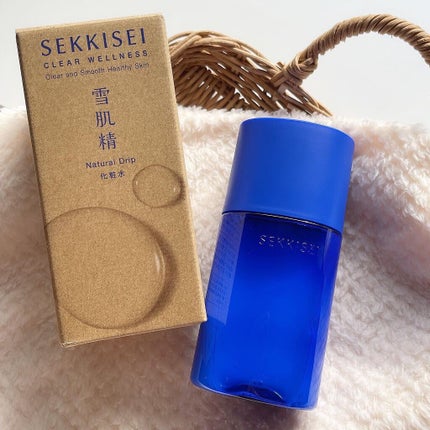 SEKKISEI
CLEAR WELLNESS
Clear and Smooth Healthy Skin
雪肌精
Natural Drip
化粧水
SEKKISEI